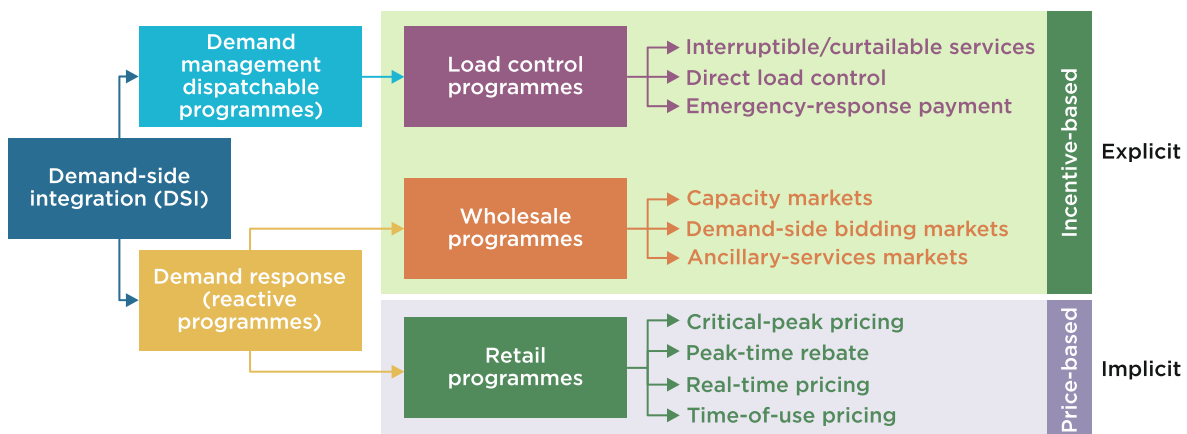 Demand
management
dispatchable
programmes)
Demand-side
integration (DSI)
Demand response
(reactive
programmes)
Load control
programmes
Interruptible/curtailable services
Direct load control
Emergency-response payment
Wholesale
programmes
Capacity markets
Demand-side bidding markets
Ancillary-services markets
Retail
programmes
Critical-peak pricing
Peak-time rebate
Real-time pricing
Time-of-use pricing
Incentive-based
Explicit
Price-based
Implicit